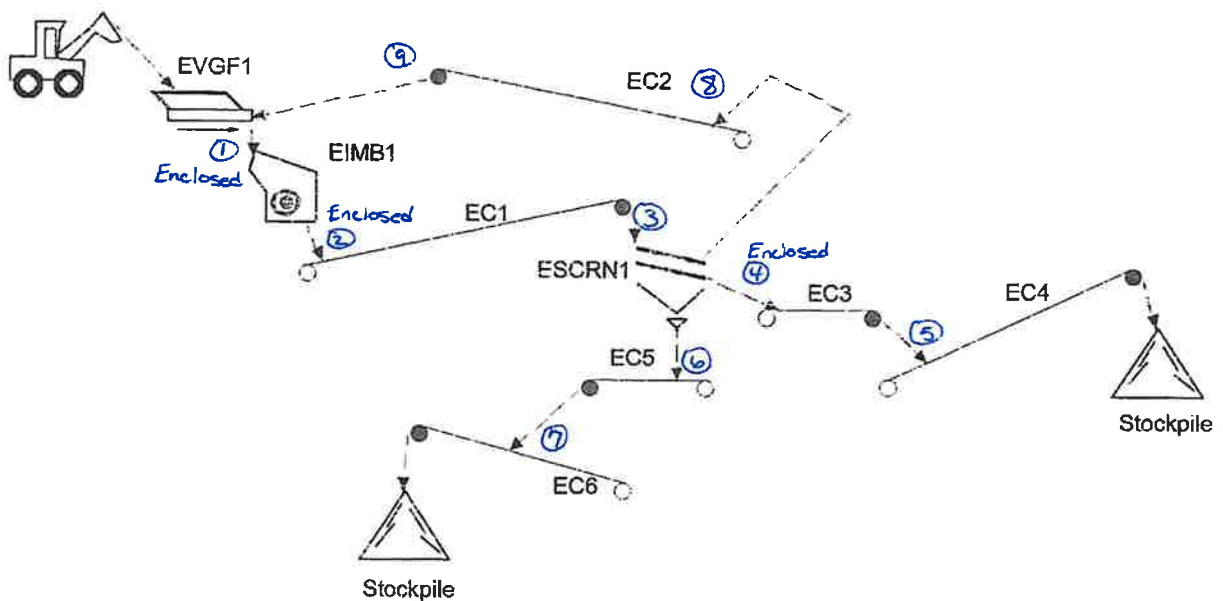 EVGF1
9
EC2
8
1
Enclosed
EIMB1
Enclosed
2
EC1
3
ESCRN1
Enclosed
4
EC3
EC4
5
EC5
6
Stockpile
7
EC6
Stockpile